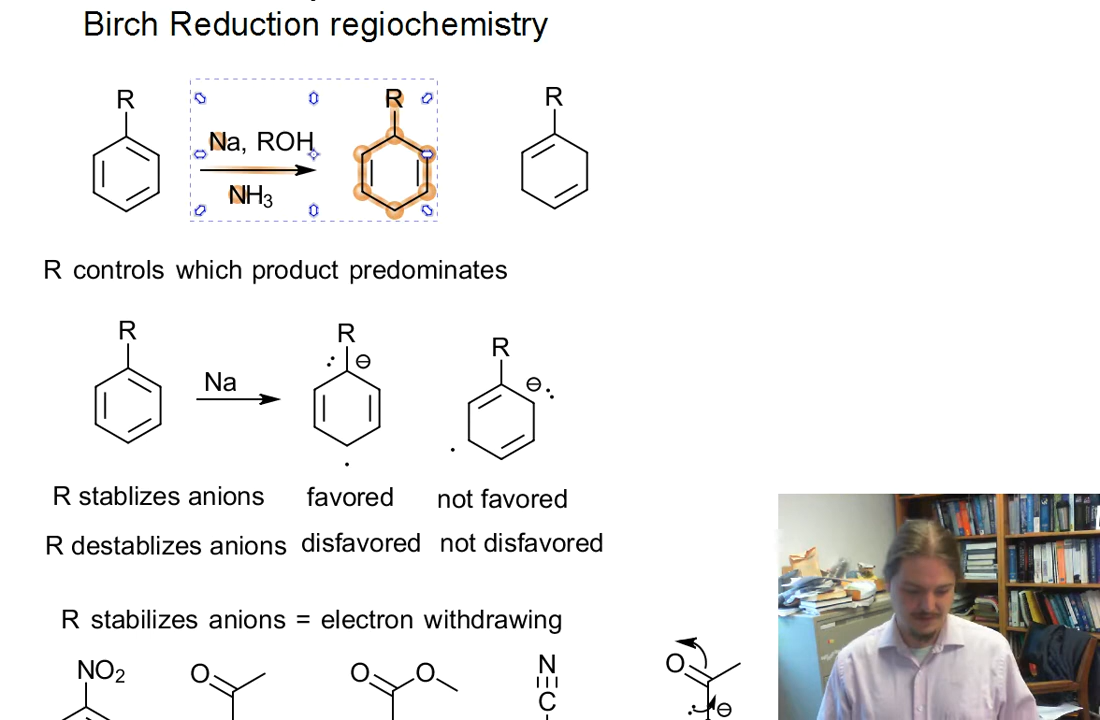 Birch Reduction regiochemistry
R R R
Na, ROH
NH3
R controls which product predominates
R R R
Na
R stablizes anions favored not favored
R destablizes anions disfavored not disfavored
R stabilizes anions = electron withdrawing
NO2 O O O N O
C